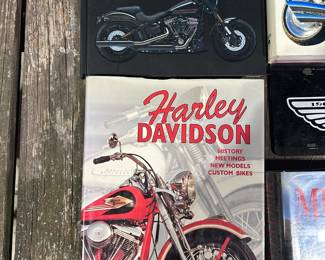 Harley
DAVIDSON
HISTORY
MEETINGS
NEW MODELS
CUSTOM BIKES